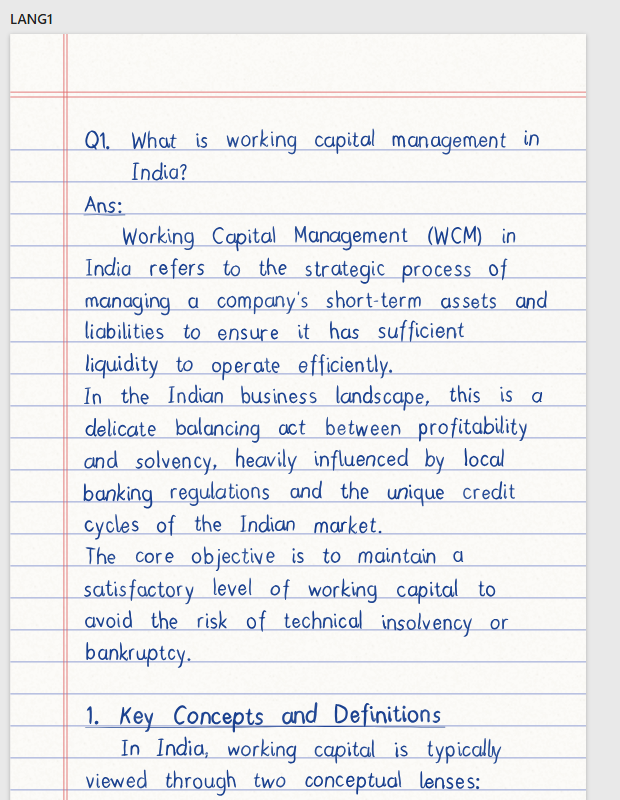 LANG1
Q1. What is working capital management in
India?
Ans:
Working Capital Management (WCM) in
India refers to the strategic process of
managing a company's short-term assets and
liabilities to ensure it has sufficient
liquidity to operate efficiently.
In the Indian business landscape, this is a
delicate balancing act between profitability
and solvency, heavily influenced by local
banking regulations and the unique credit
cycles of the Indian market.
The core objective is to maintain a
satisfactory level of working capital to
avoid the risk of technical insolvency or
bankruptcy.
1. Key Concepts and Definitions
In India, working capital is typically
viewed through two conceptual lenses: